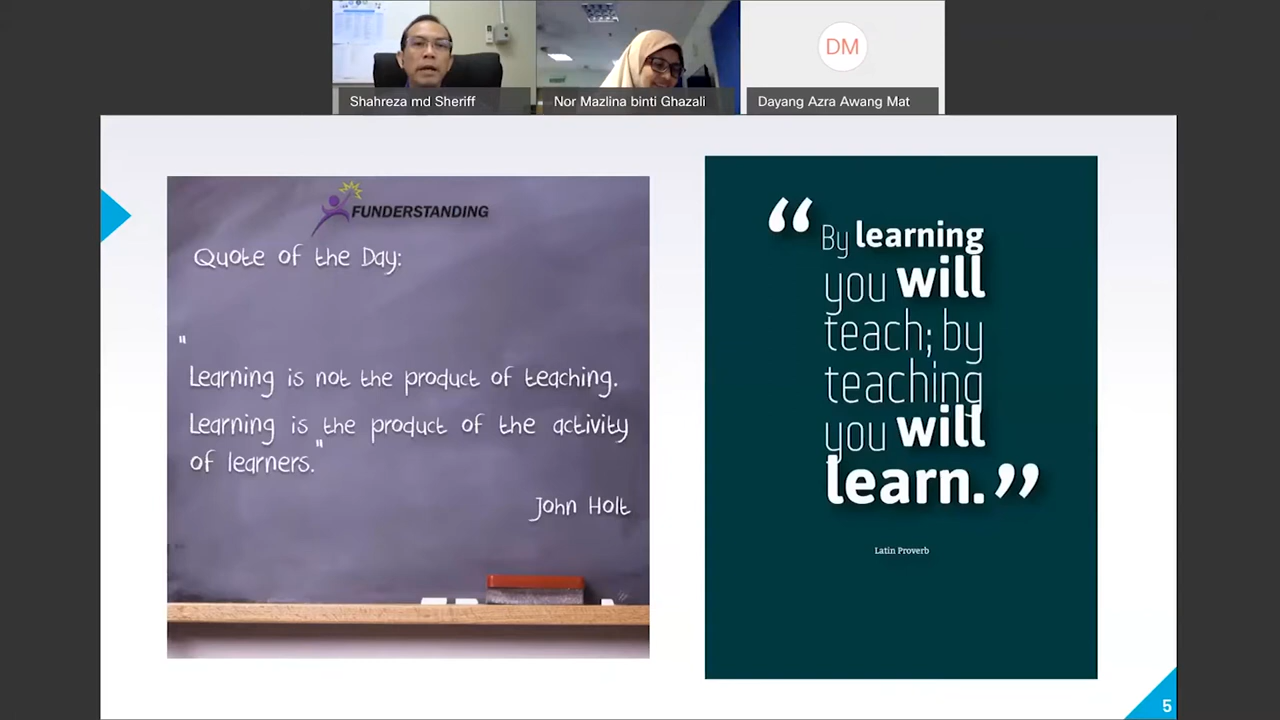 Shahreza md Sheriff
Nor Mazlina binti Ghazali
DM
Dayang Azra Awang Mat
FUNDERSTANDING
Quote of the Day:
"
Learning is not the product of teaching.
Learning is the product of the activity
of learners."
John Holt
“ By learning
you will
teach; by
teaching
you will
learn. ”
Latin Proverb
5